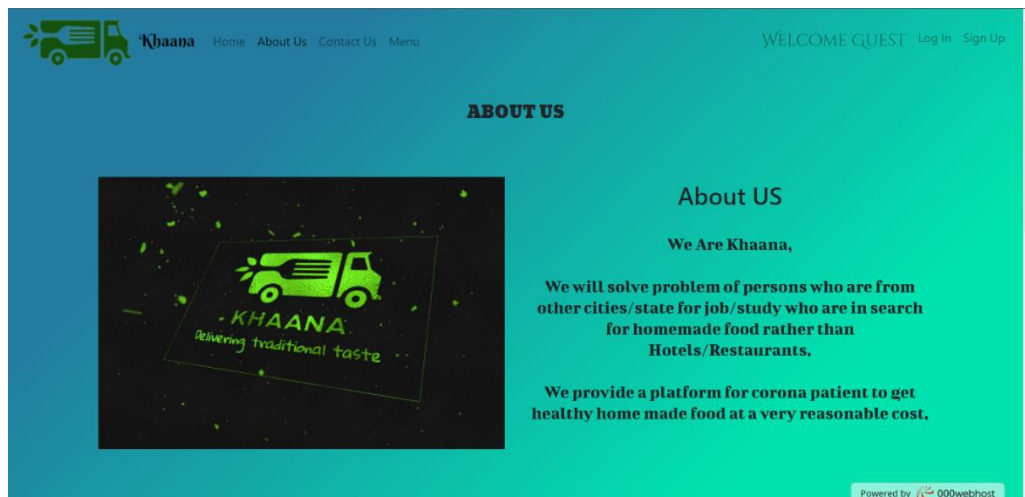 Khaana Home About Us Contact Us Menu
Welcome Guest Log In Sign Up
ABOUT US
KHAANA
Delivering traditional taste
About US
We Are Khaana,
We will solve problem of persons who are from
other cities/state for job/study who are in search
for homemade food rather than
Hotels/Restaurants.
We provide a platform for corona patient to get
healthy home made food at a very reasonable cost.
Powered by 000webhost